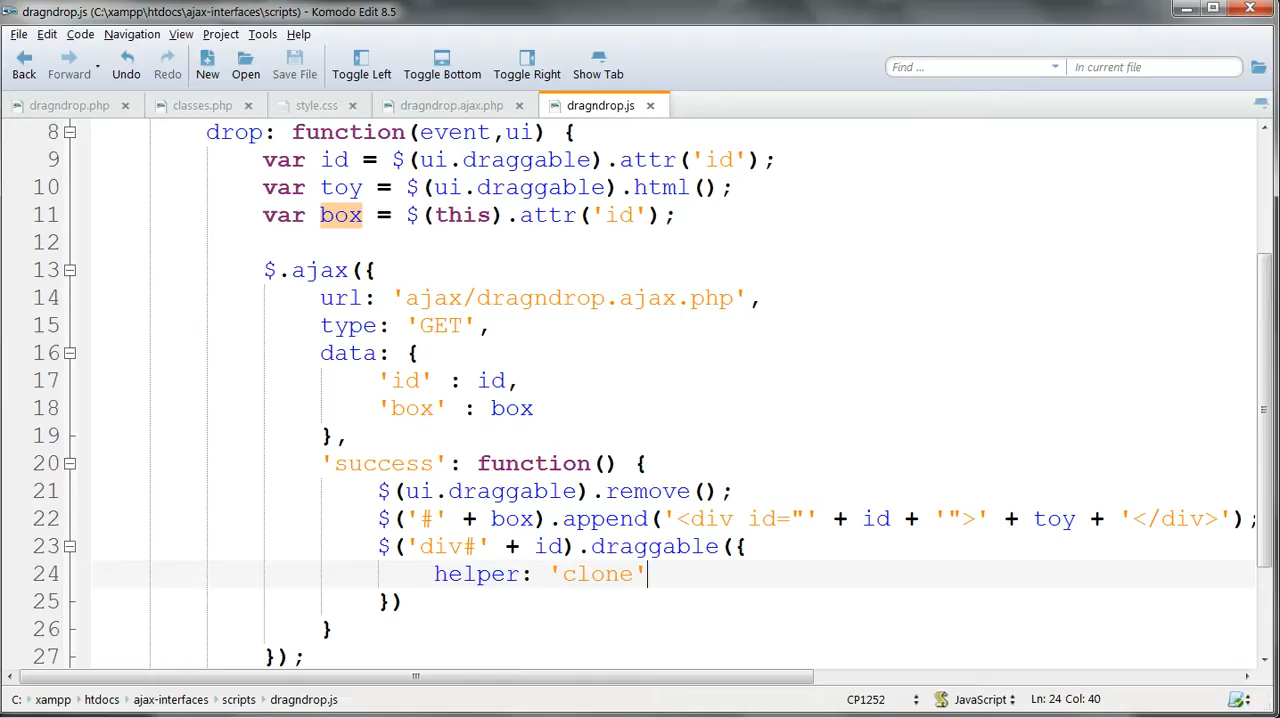 dragndrop.js (C:\xampp\htdocs\ajax-interfaces\scripts) - Komodo Edit 8.5
File Edit Code Navigation View Project Tools Help
Back Forward Undo Redo New Open Save File Toggle Left Toggle Bottom Toggle Right Show Tab Find ... In current file
dragndrop.php classes.php style.css dragndrop.ajax.php dragndrop.js
8 drop: function(event,ui) {
9 var id = $(ui.draggable).attr('id');
10 var toy = $(ui.draggable).html();
11 var box = $(this).attr('id');
12
13 $.ajax({
14 url: 'ajax/dragndrop.ajax.php',
15 type: 'GET',
16 data: {
17 'id' : id,
18 'box' : box
19 },
20 'success': function() {
21 $(ui.draggable).remove();
22 $('#' + box).append('<div id="' + id + '">' + toy + '</div>');
23 $('div#' + id).draggable({
24 helper: 'clone'
25 })
26 }
27 });
C: xampp htdocs ajax-interfaces scripts dragndrop.js CP1252 JavaScript Ln: 24 Col: 40